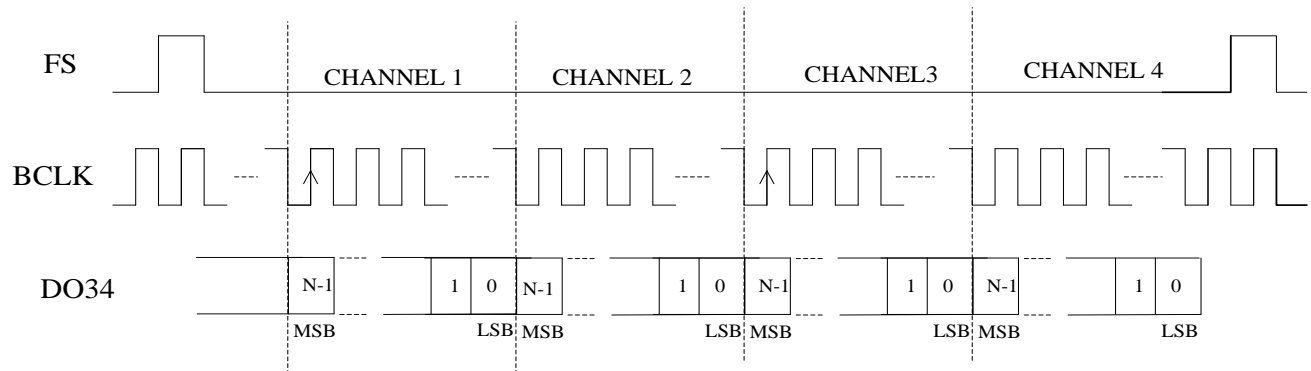 FS
CHANNEL 1 CHANNEL 2 CHANNEL3 CHANNEL 4
BCLK
DO34
N-1 1 0 N-1 1 0 N-1 1 0 N-1 1 0
MSB LSB MSB LSB MSB LSB MSB LSB